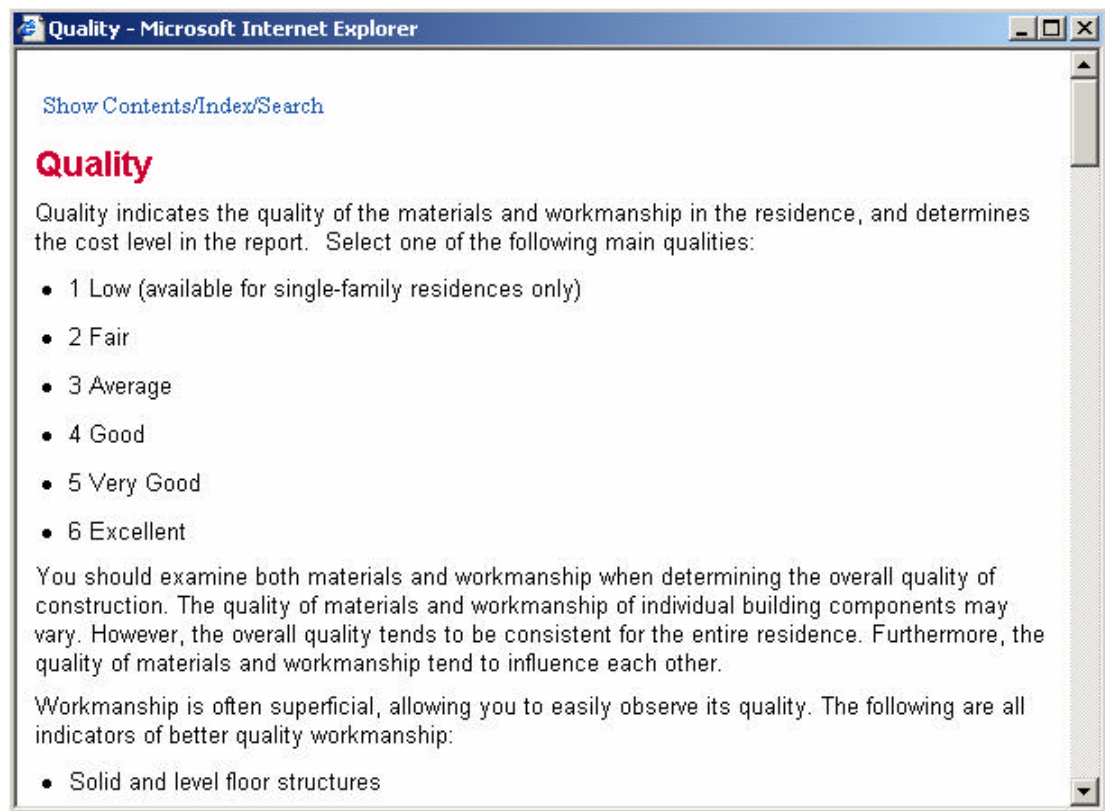 Quality - Microsoft Internet Explorer
Show Contents/Index/Search
Quality
Quality indicates the quality of the materials and workmanship in the residence, and determines
the cost level in the report.  Select one of the following main qualities:
• 1 Low (available for single-family residences only)
• 2 Fair
• 3 Average
• 4 Good
• 5 Very Good
• 6 Excellent
You should examine both materials and workmanship when determining the overall quality of
construction. The quality of materials and workmanship of individual building components may
vary. However, the overall quality tends to be consistent for the entire residence. Furthermore, the
quality of materials and workmanship tend to influence each other.
Workmanship is often superficial, allowing you to easily observe its quality. The following are all
indicators of better quality workmanship:
• Solid and level floor structures